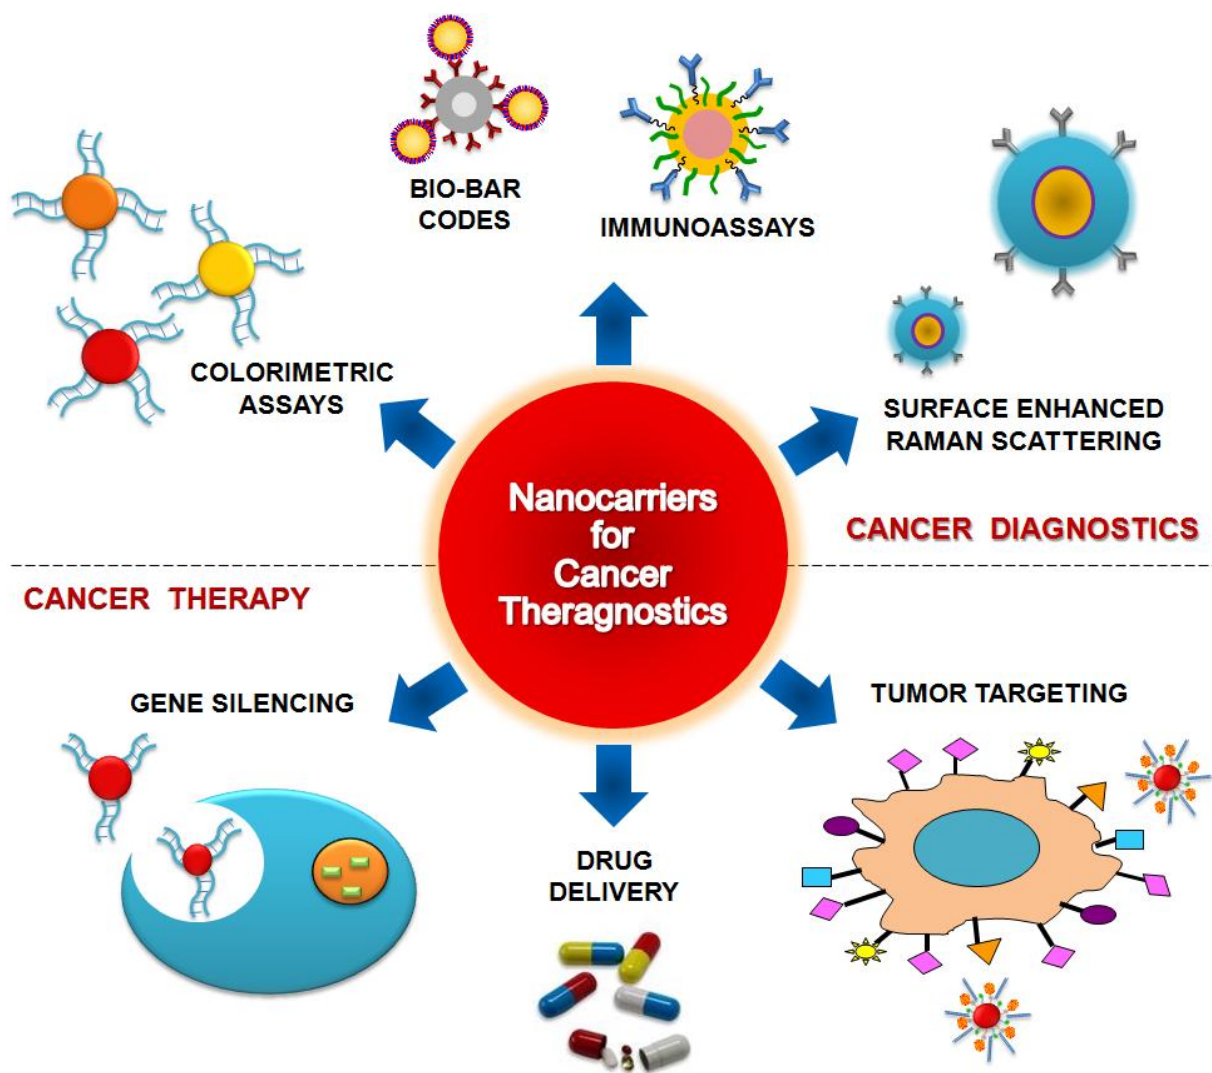 BIO-BAR
CODES
IMMUNOASSAYS
COLORIMETRIC
ASSAYS
SURFACE ENHANCED
RAMAN SCATTERING
Nanocarriers
for
Cancer
Theragnostics
CANCER DIAGNOSTICS
CANCER THERAPY
GENE SILENCING
TUMOR TARGETING
DRUG
DELIVERY